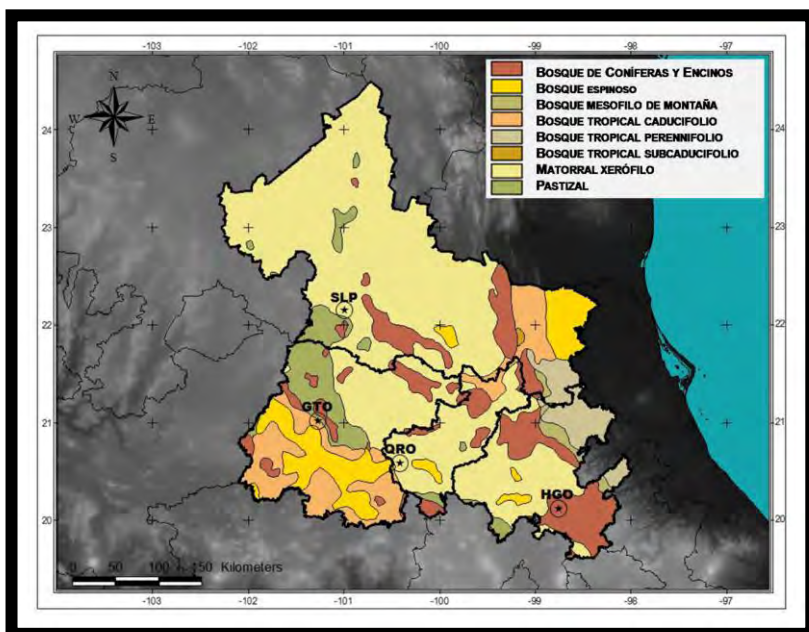 -103 -102 -101 -100 -99 -98 -97
N
W E
S
BOSQUE DE CONÍFERAS Y ENCINOS
BOSQUE ESPINOSO
BOSQUE MESOFILO DE MONTAÑA
BOSQUE TROPICAL CADUCIFOLIO
BOSQUE TROPICAL PERENNIFOLIO
BOSQUE TROPICAL SUBCADUCIFOLIO
MATORRAL XERÓFILO
PASTIZAL
24 24
23 23
SLP
22 22
GTO
21 21
QRO
HGO
20 20
0 50 100 150 Kilometers
-103 -102 -101 -100 -99 -98 -97